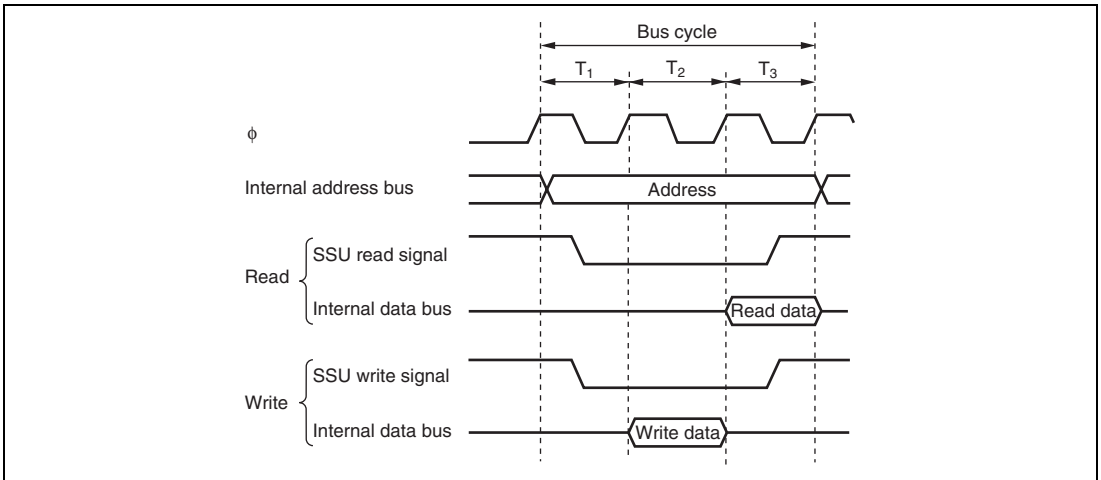 Bus cycle
T₁ T₂ T₃
ϕ
Internal address bus Address
Read
SSU read signal
Internal data bus Read data
Write
SSU write signal
Internal data bus Write data